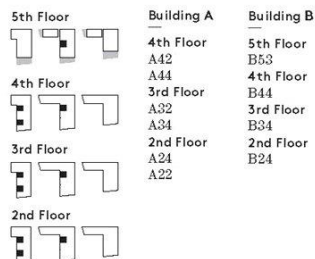 5th Floor
4th Floor
3rd Floor
2nd Floor
Building A
4th Floor
A42
A44
3rd Floor
A32
A34
2nd Floor
A24
A22
Building B
5th Floor
B53
4th Floor
B44
3rd Floor
B34
2nd Floor
B24